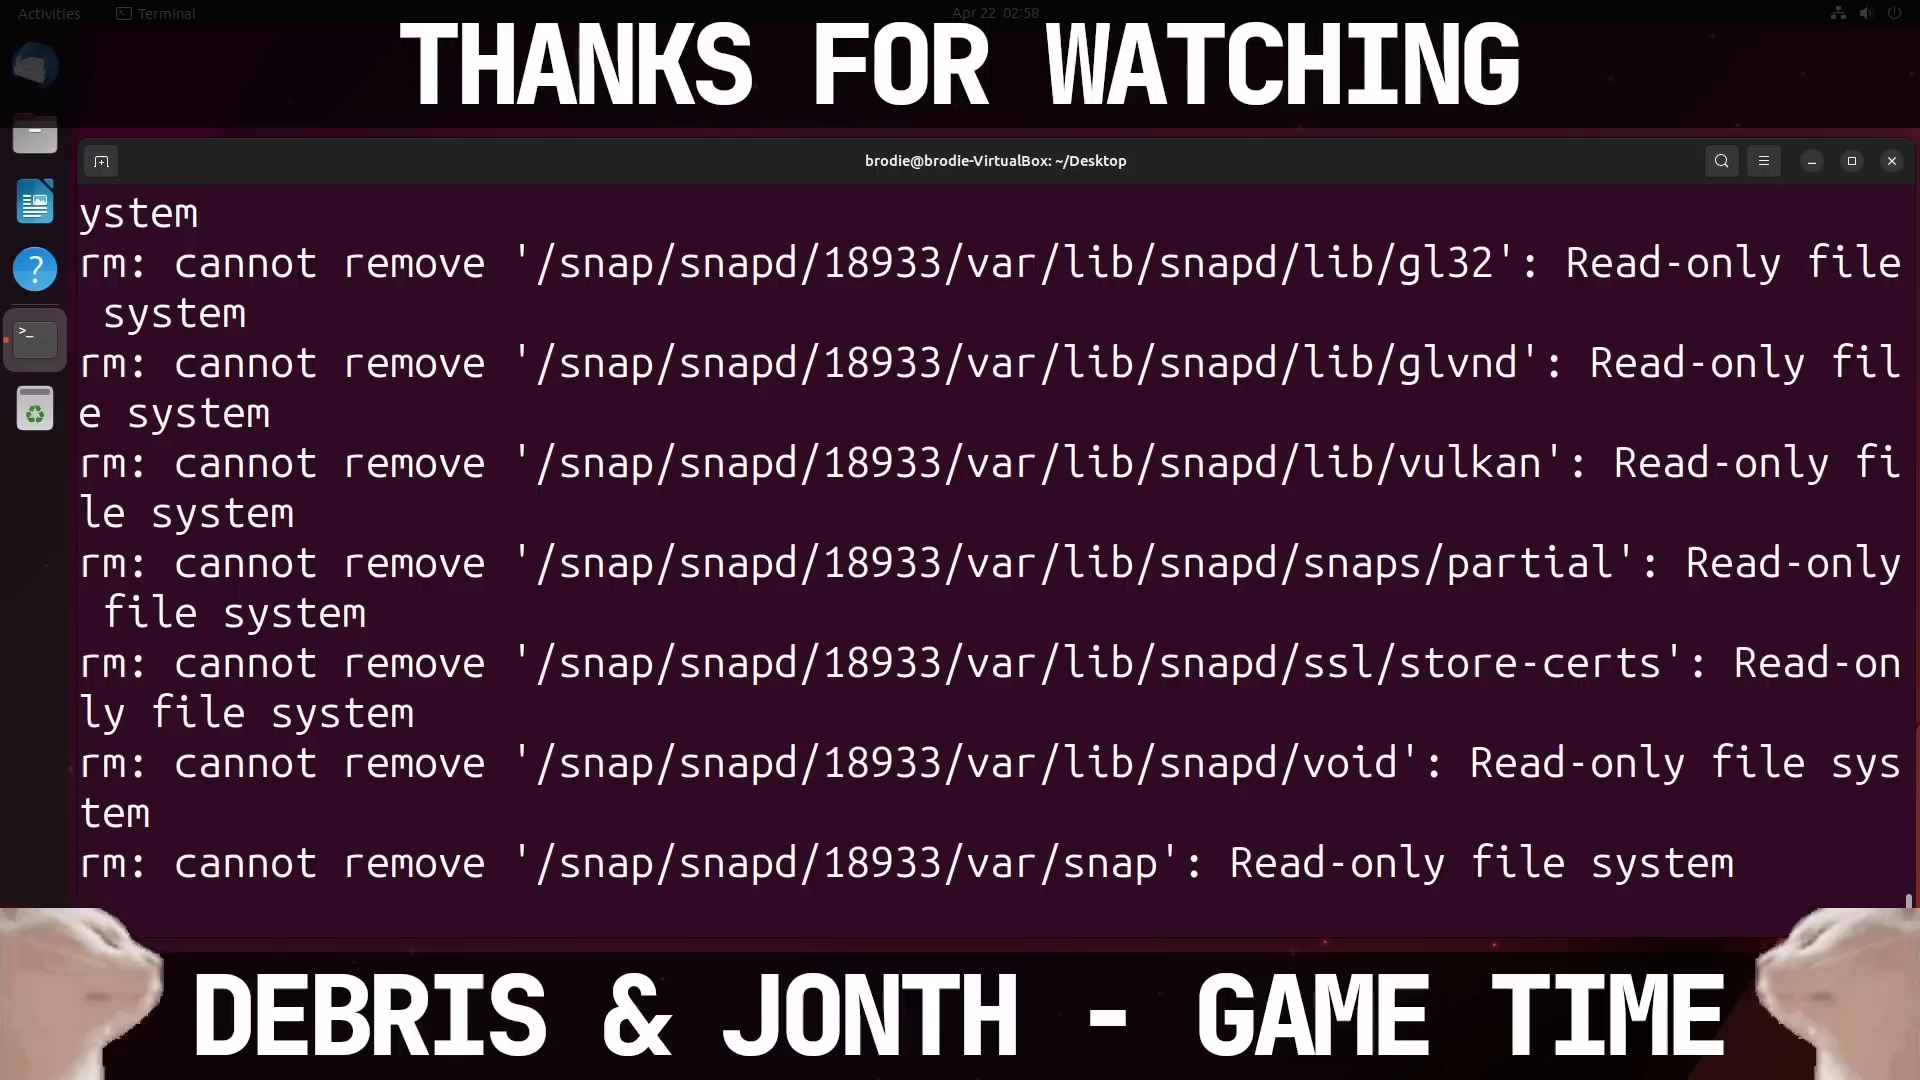 Activities Terminal Apr 22 02:58
THANKS FOR WATCHING
brodie@brodie-VirtualBox: ~/Desktop
ystem
rm: cannot remove '/snap/snapd/18933/var/lib/snapd/lib/gl32': Read-only file
 system
rm: cannot remove '/snap/snapd/18933/var/lib/snapd/lib/glvnd': Read-only fil
e system
rm: cannot remove '/snap/snapd/18933/var/lib/snapd/lib/vulkan': Read-only fi
le system
rm: cannot remove '/snap/snapd/18933/var/lib/snapd/snaps/partial': Read-only
 file system
rm: cannot remove '/snap/snapd/18933/var/lib/snapd/ssl/store-certs': Read-on
ly file system
rm: cannot remove '/snap/snapd/18933/var/lib/snapd/void': Read-only file sys
tem
rm: cannot remove '/snap/snapd/18933/var/snap': Read-only file system
DEBRIS & JONTH - GAME TIME